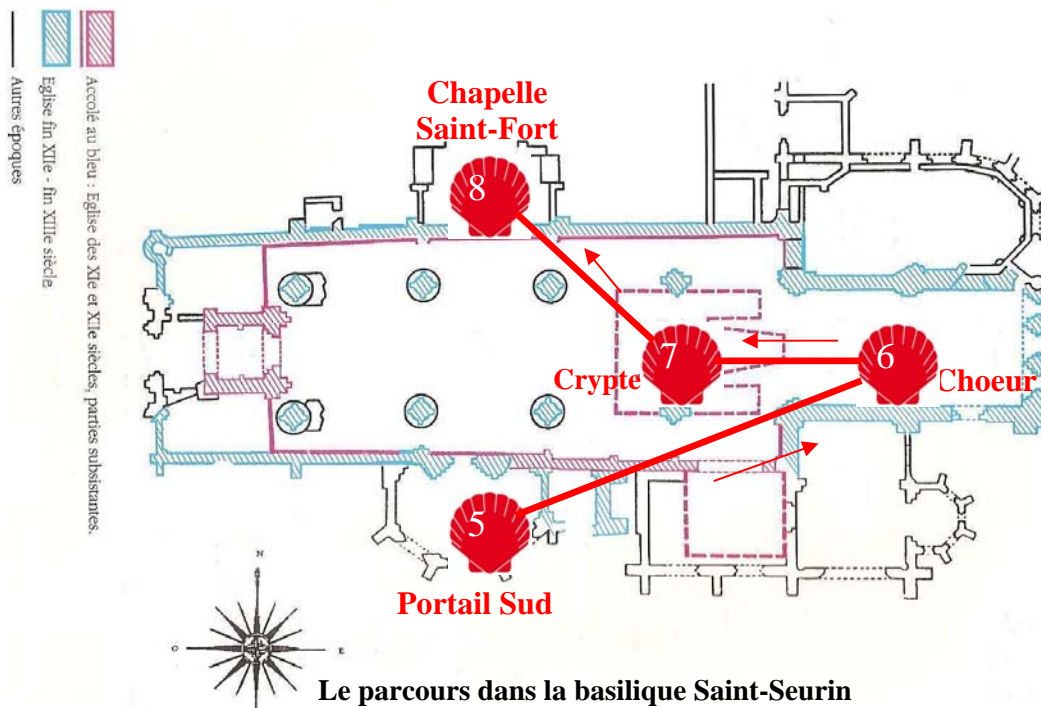 Accolé au bleu : Eglise des XIe et XIIe siècles, parties subsistantes.
Eglise fin XIIe - fin XIIIe siècle
Autres époques
Chapelle
Saint-Fort
8
7
6
Crypte
Choeur
5
Portail Sud
N
O
E
Le parcours dans la basilique Saint-Seurin